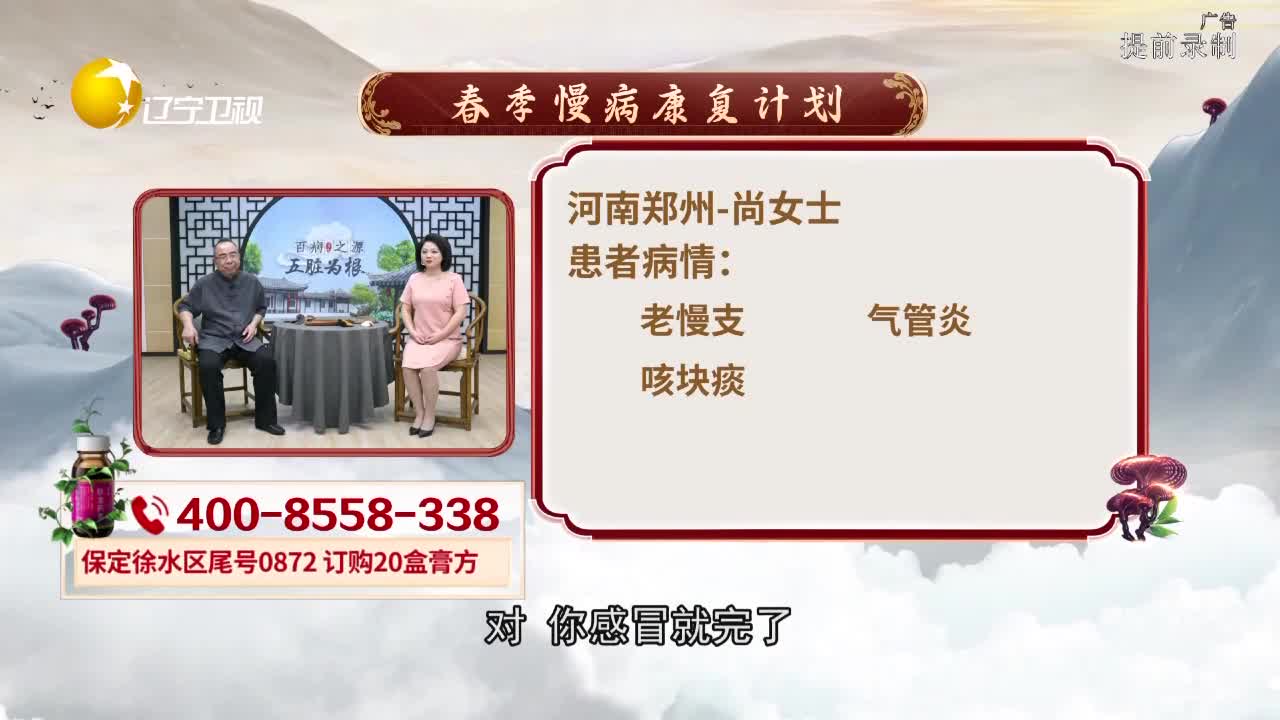 广告
提前录制
辽宁卫视
春季慢病康复计划
河南郑州-尚女士
患者病情：
老慢支 气管炎
咳块痰
百病之源
五脏为根
400-8558-338
保定徐水区尾号0872 订购20盒膏方
对 你感冒就完了